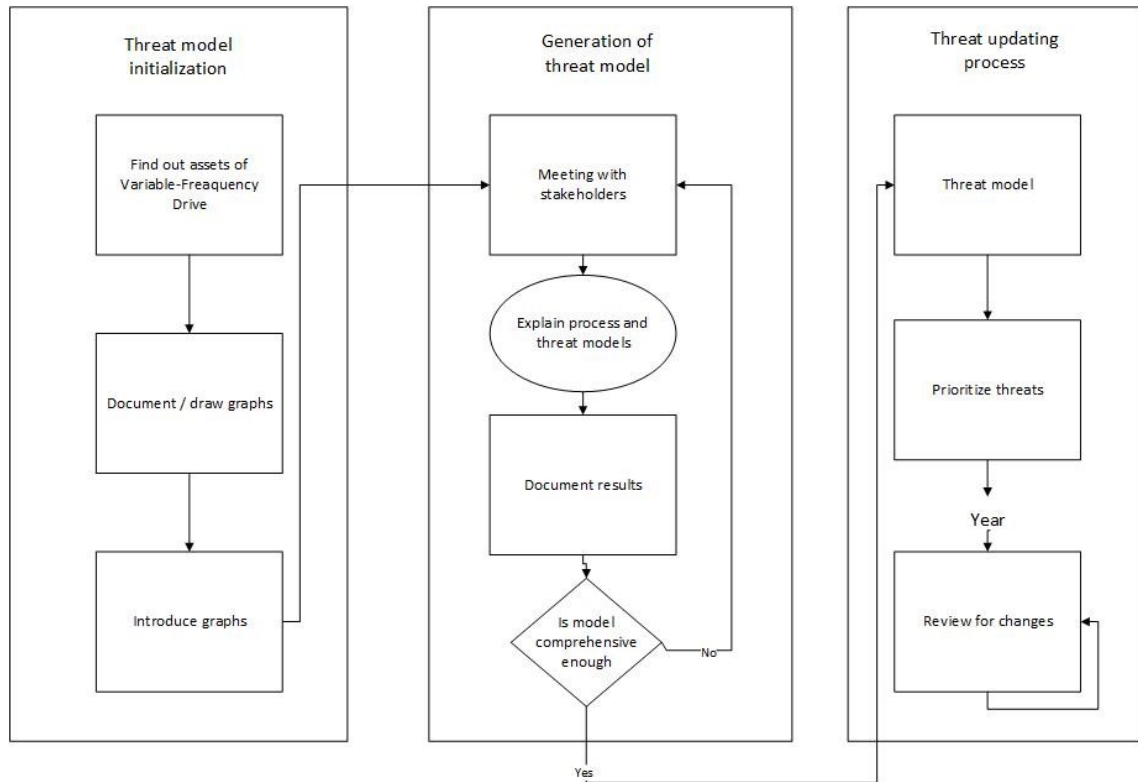 Threat model
initialization
Find out assets of
Variable-Freaquency
Drive
Document / draw graphs
Introduce graphs
Generation of
threat model
Meeting with
stakeholders
Explain process and
threat models
Document results
Is model
comprehensive
enough
No
Yes
Threat updating
process
Threat model
Prioritize threats
Year
Review for changes